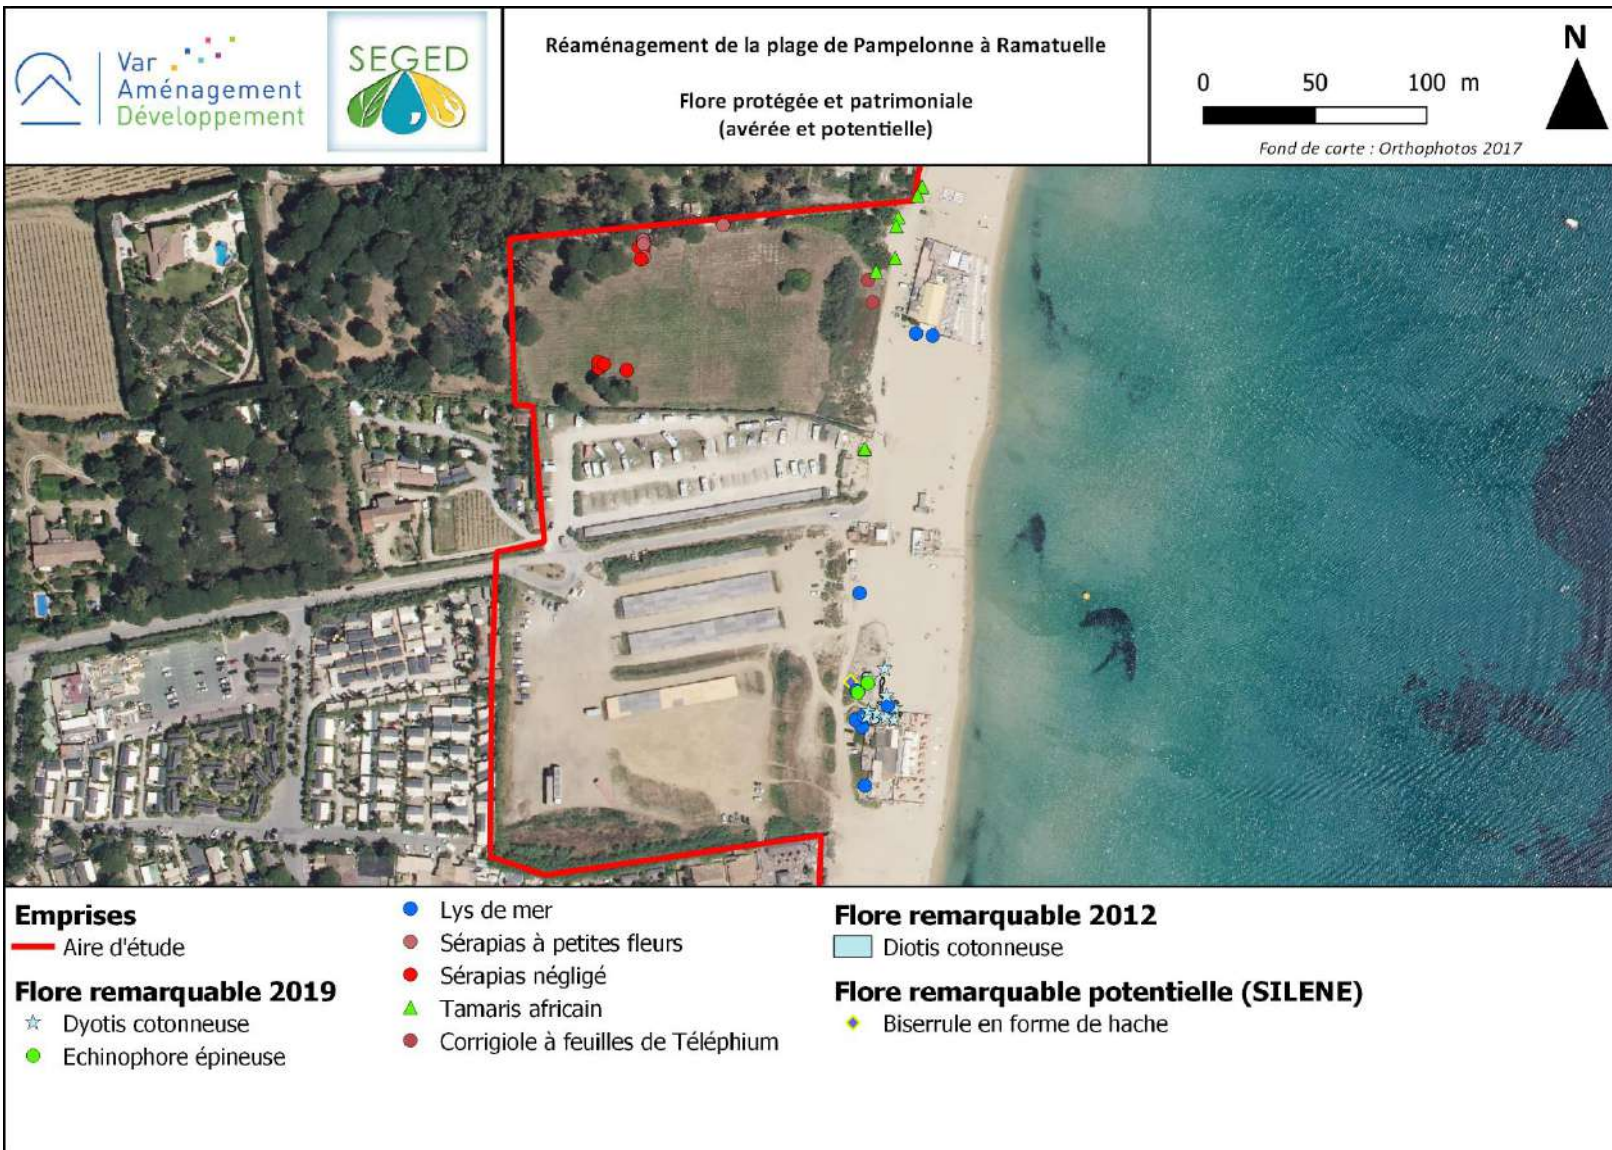 Var
Aménagement
Développement
SEGED
Réaménagement de la plage de Pampelonne à Ramatuelle
Flore protégée et patrimoniale
(avérée et potentielle)
0 50 100 m
Fond de carte : Orthophotos 2017
N
Emprises
Aire d'étude
Flore remarquable 2019
Dyotis cotonneuse
Echinophore épineuse
Lys de mer
Sérapias à petites fleurs
Sérapias négligé
Tamaris africain
Corrigiole à feuilles de Téléphium
Flore remarquable 2012
Diotis cotonneuse
Flore remarquable potentielle (SILENE)
Biserrule en forme de hache